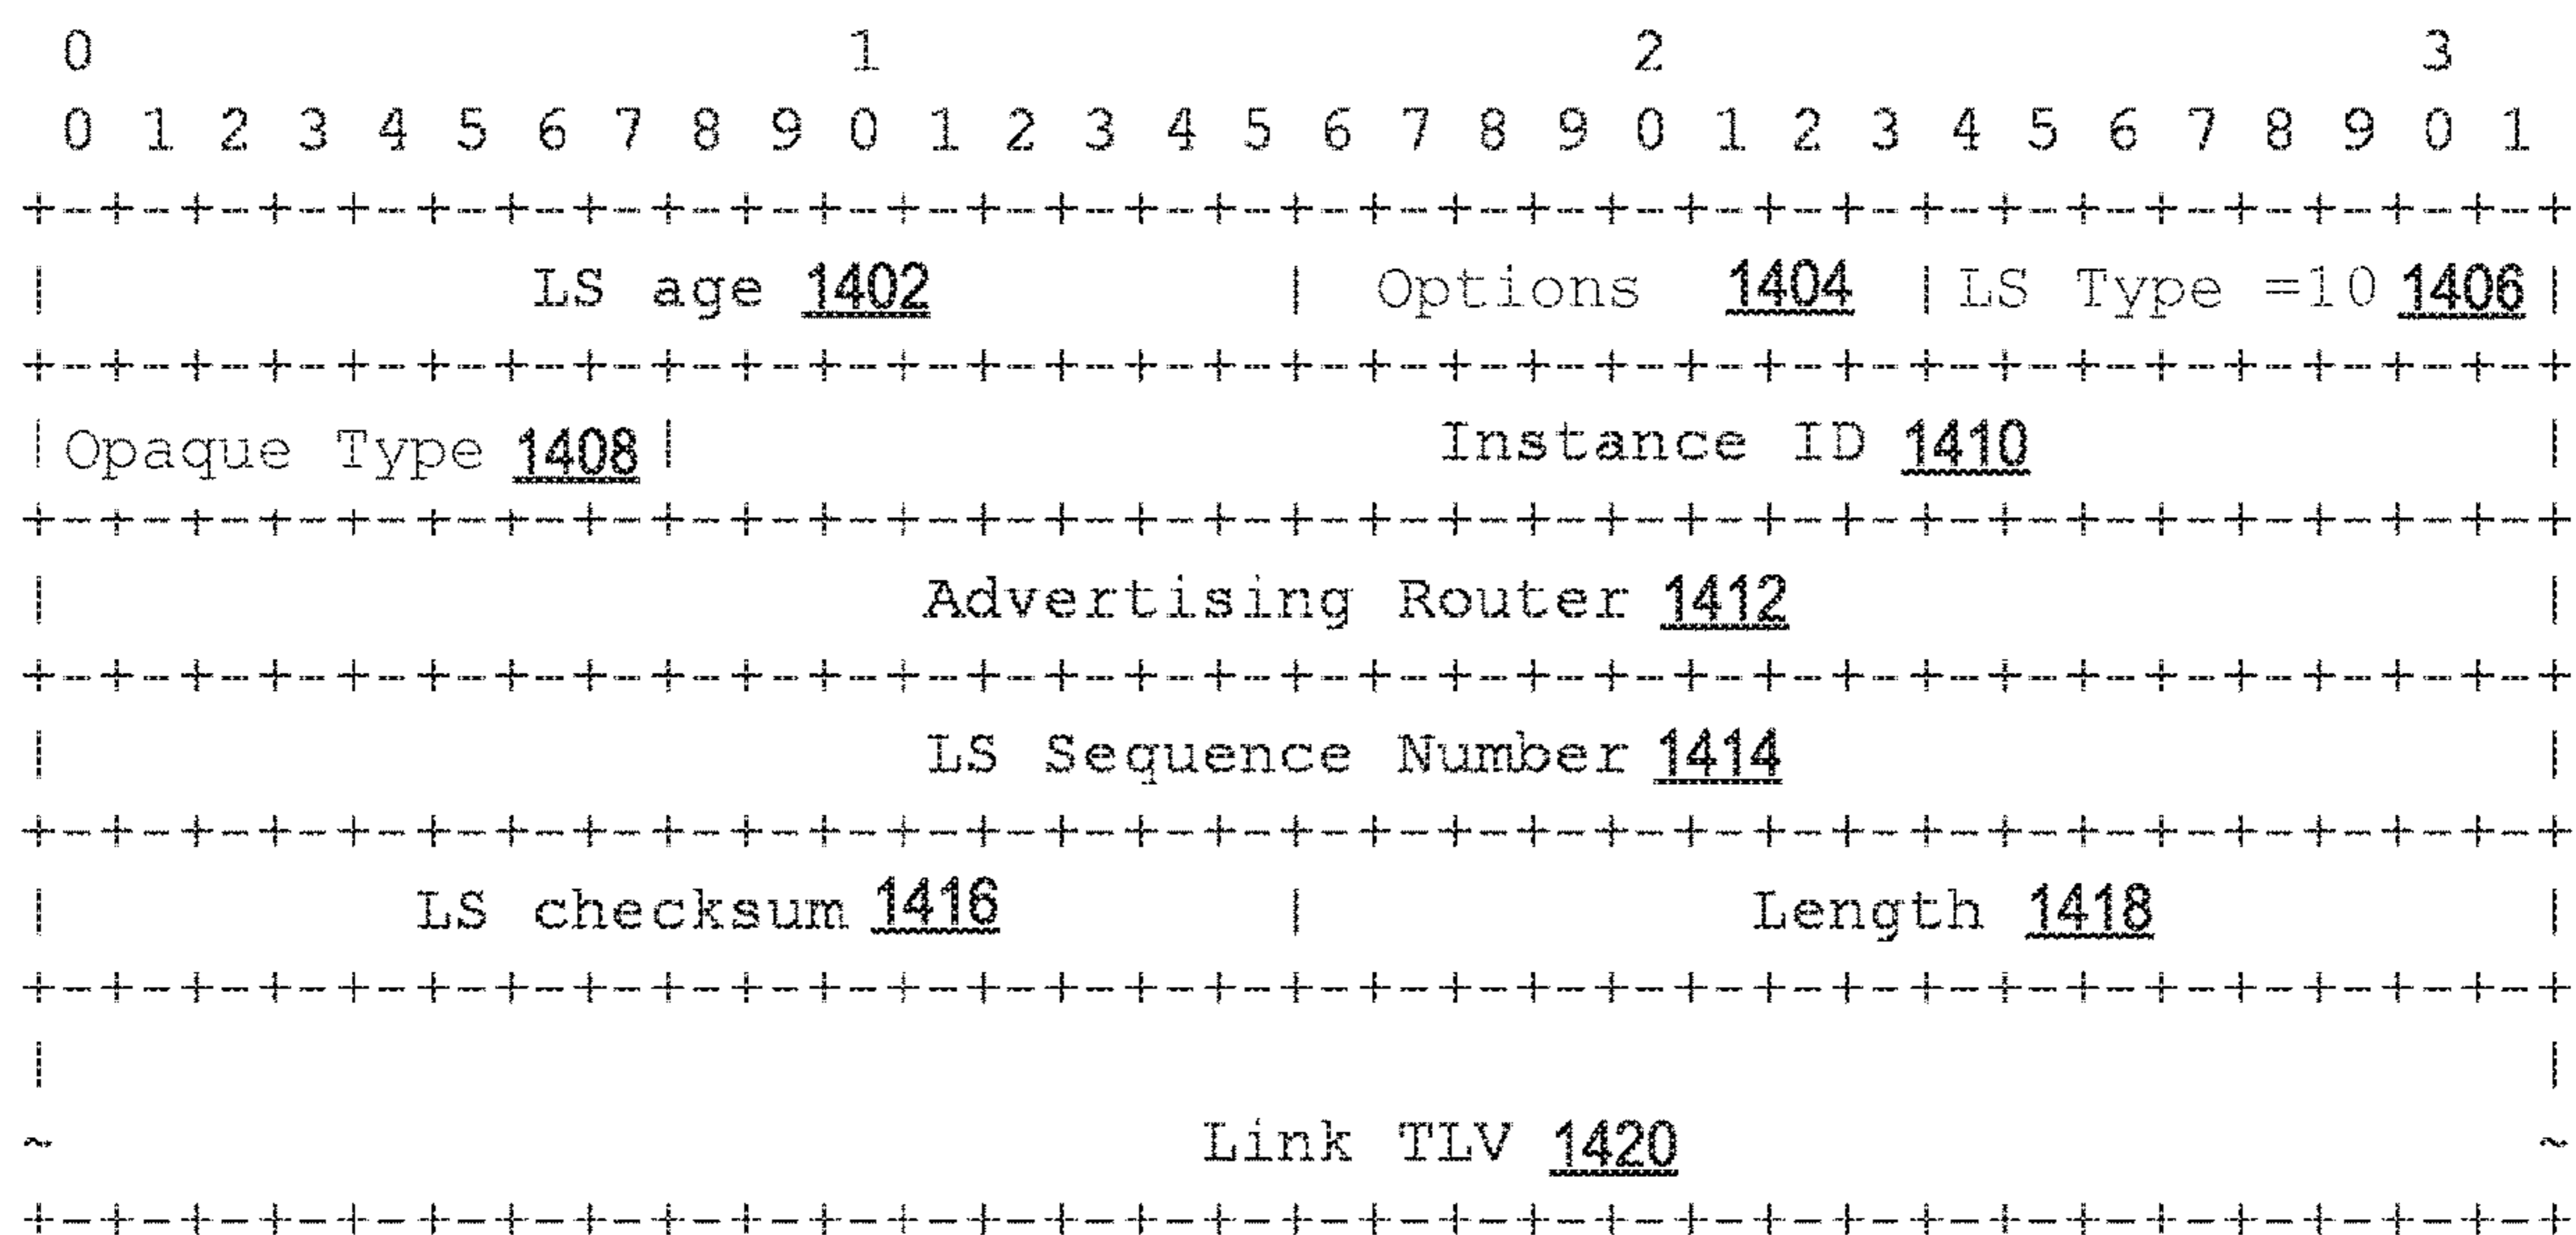 0 1 2 3
0 1 2 3 4 5 6 7 8 9 0 1 2 3 4 5 6 7 8 9 0 1 2 3 4 5 6 7 8 9 0 1
+-+-+-+-+-+-+-+-+-+-+-+-+-+-+-+-+-+-+-+-+-+-+-+-+-+-+-+-+-+-+-+-+
| LS age 1402 | Options 1404 | LS Type =10 1406 |
+-+-+-+-+-+-+-+-+-+-+-+-+-+-+-+-+-+-+-+-+-+-+-+-+-+-+-+-+-+-+-+-+
| Opaque Type 1408 | Instance ID 1410 |
+-+-+-+-+-+-+-+-+-+-+-+-+-+-+-+-+-+-+-+-+-+-+-+-+-+-+-+-+-+-+-+-+
| Advertising Router 1412 |
+-+-+-+-+-+-+-+-+-+-+-+-+-+-+-+-+-+-+-+-+-+-+-+-+-+-+-+-+-+-+-+-+
| LS Sequence Number 1414 |
+-+-+-+-+-+-+-+-+-+-+-+-+-+-+-+-+-+-+-+-+-+-+-+-+-+-+-+-+-+-+-+-+
| LS checksum 1416 | Length 1418 |
+-+-+-+-+-+-+-+-+-+-+-+-+-+-+-+-+-+-+-+-+-+-+-+-+-+-+-+-+-+-+-+-+
| |
~ Link TLV 1420 ~
+-+-+-+-+-+-+-+-+-+-+-+-+-+-+-+-+-+-+-+-+-+-+-+-+-+-+-+-+-+-+-+-+